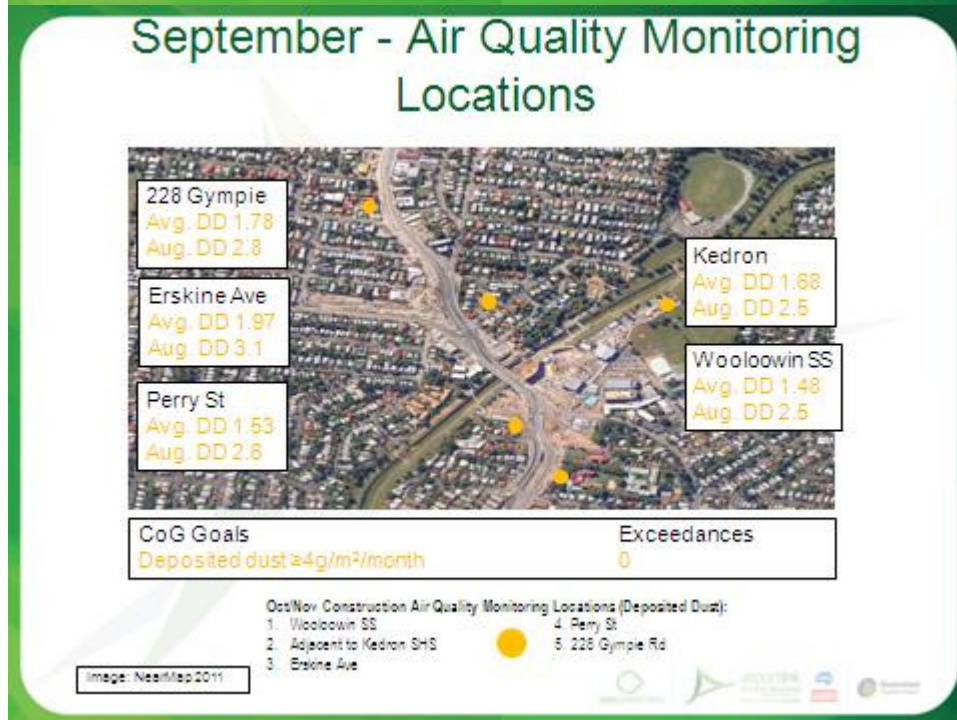 September - Air Quality Monitoring
Locations
228 Gympie
Avg. DD 1.78
Aug. DD 2.8
Erskine Ave
Avg. DD 1.97
Aug. DD 3.1
Perry St
Avg. DD 1.53
Aug. DD 2.6
Kedron
Avg. DD 1.68
Aug. DD 2.5
Wooloowin SS
Avg. DD 1.48
Aug. DD 2.5
CoG Goals Exceedances
Deposited dust ≥4g/m²/month 0
Oct/Nov Construction Air Quality Monitoring Locations (Deposited Dust):
1. Wooloowin SS
2. Adjacent to Kedron SHS
3. Erskine Ave
4. Perry St
5. 228 Gympie Rd
Image: NearMap 2011